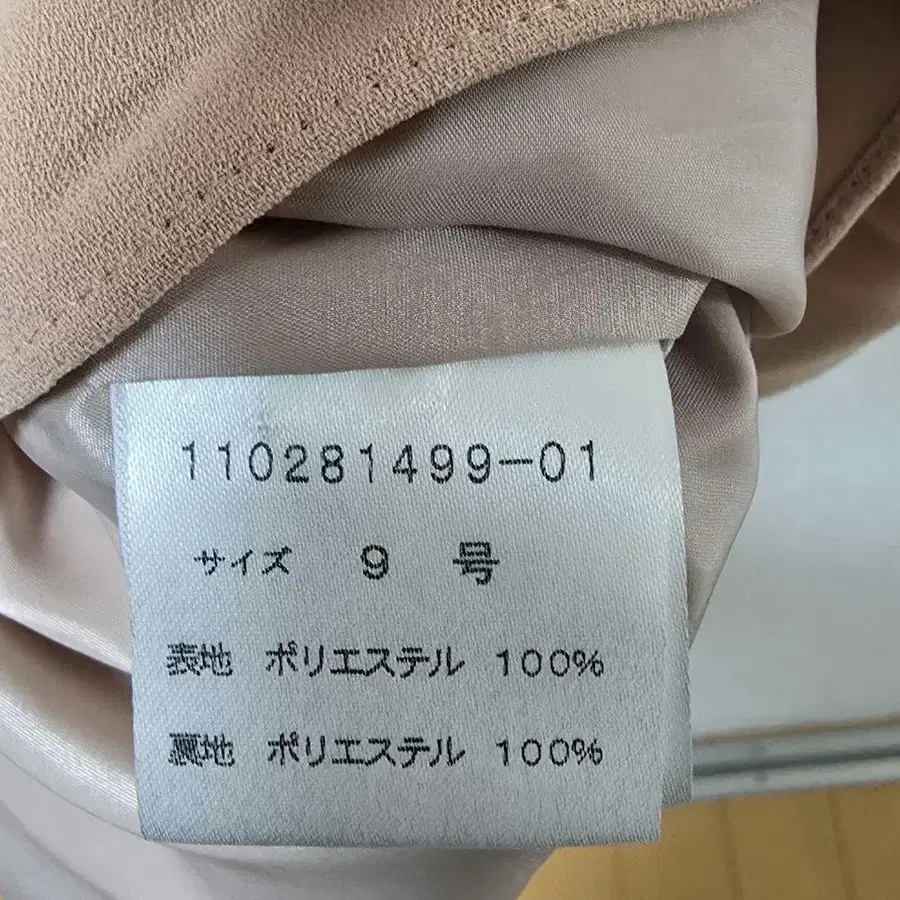 110281499-01
サイズ 9 号
表地 ポリエステル 100%
裏地 ポリエステル 100%